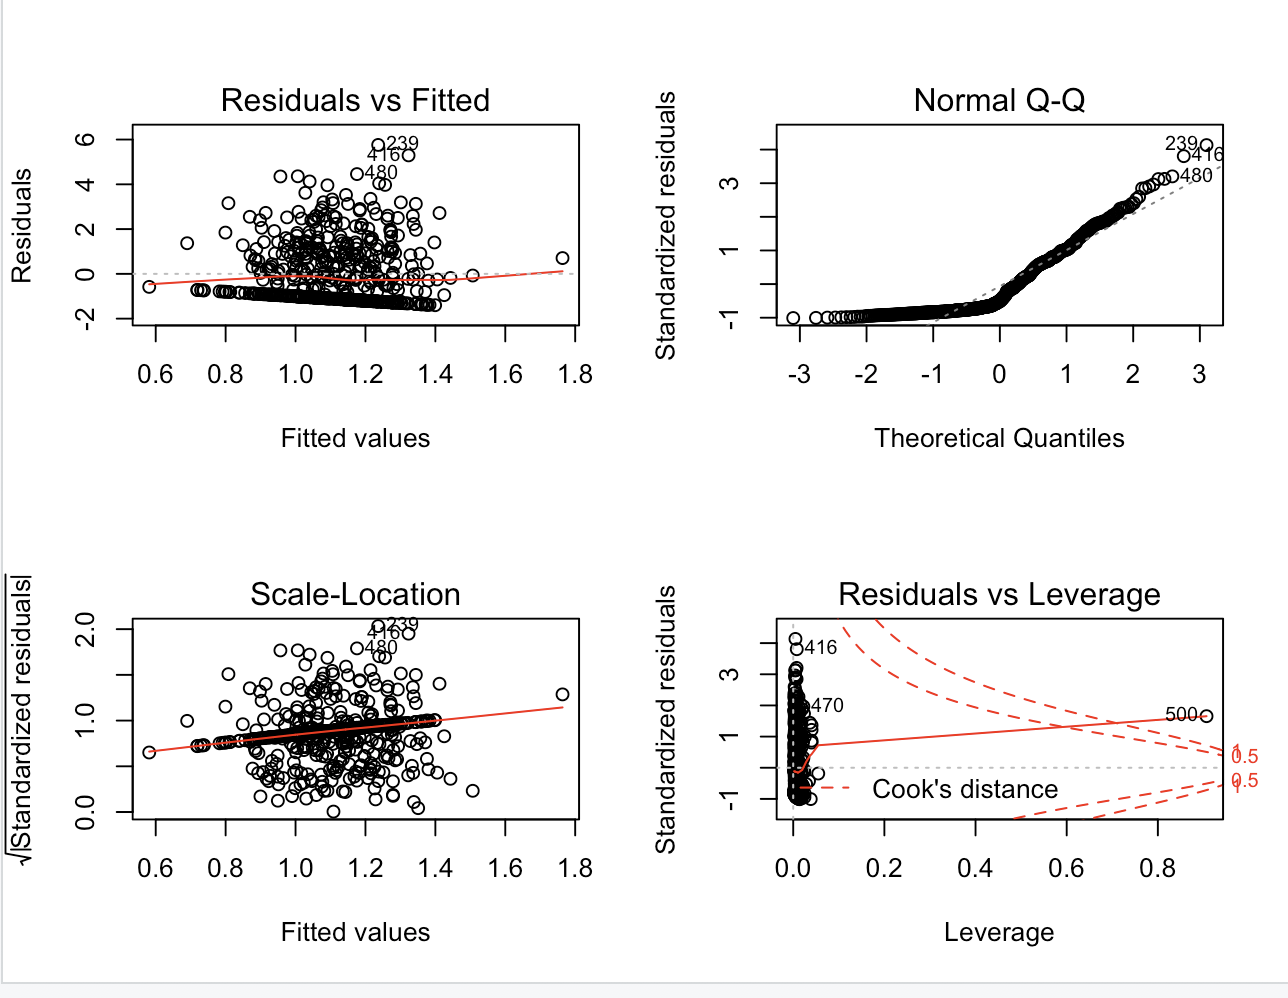 Residuals vs Fitted
Residuals
6
4
2
0
-2
239
416
480
0.6 0.8 1.0 1.2 1.4 1.6 1.8
Fitted values
Normal Q-Q
Standardized residuals
3
1
-1
239
416
480
-3 -2 -1 0 1 2 3
Theoretical Quantiles
Scale-Location
√|Standardized residuals|
2.0
1.0
0.0
239
416
480
0.6 0.8 1.0 1.2 1.4 1.6 1.8
Fitted values
Residuals vs Leverage
Standardized residuals
3
1
-1
416
470
500
1
0.5
0.5
1
Cook's distance
0.0 0.2 0.4 0.6 0.8
Leverage